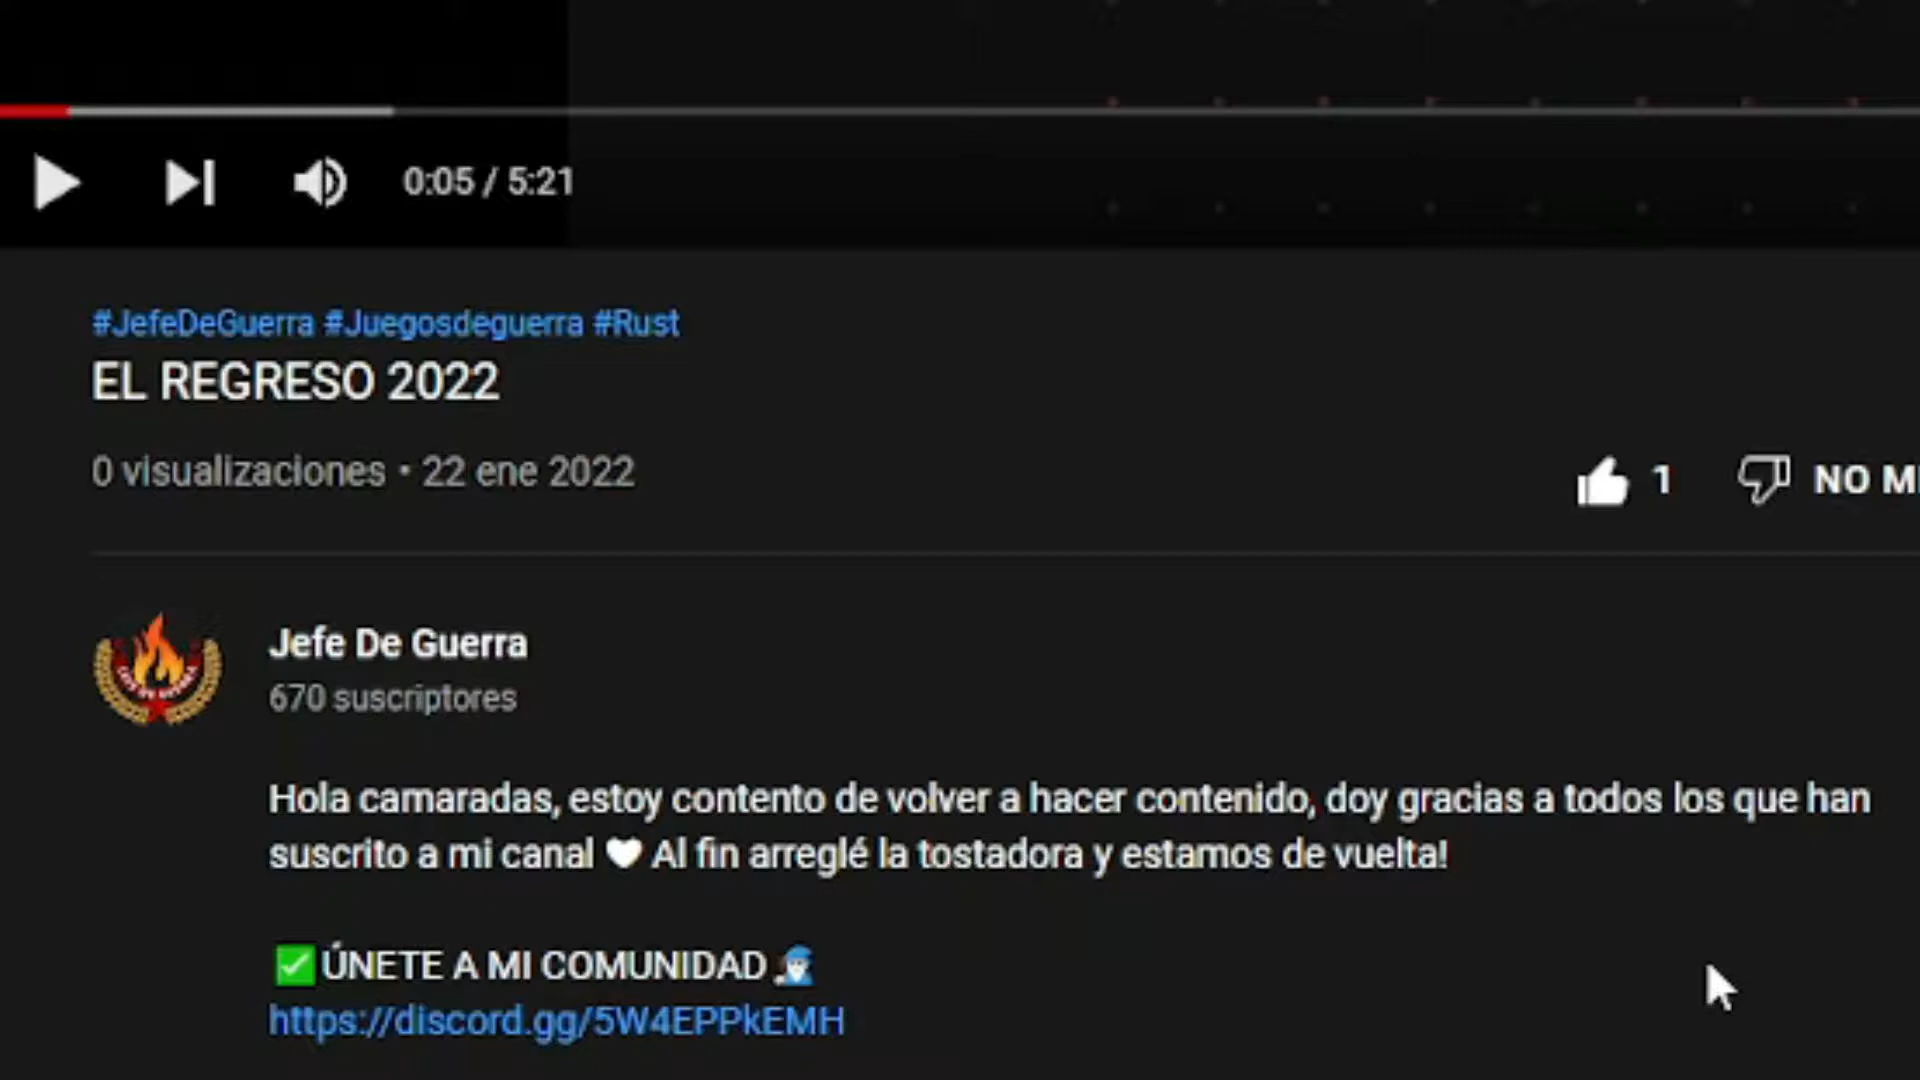 0:05 / 5:21
#JefeDeGuerra #Juegosdeguerra #Rust
EL REGRESO 2022
0 visualizaciones • 22 ene 2022
1 NO
Jefe De Guerra
670 suscriptores
Hola camaradas, estoy contento de volver a hacer contenido, doy gracias a todos los que han
suscrito a mi canal 🤍 Al fin arreglé la tostadora y estamos de vuelta!
✅ÚNETE A MI COMUNIDAD
https://discord.gg/5W4EPPkEMH